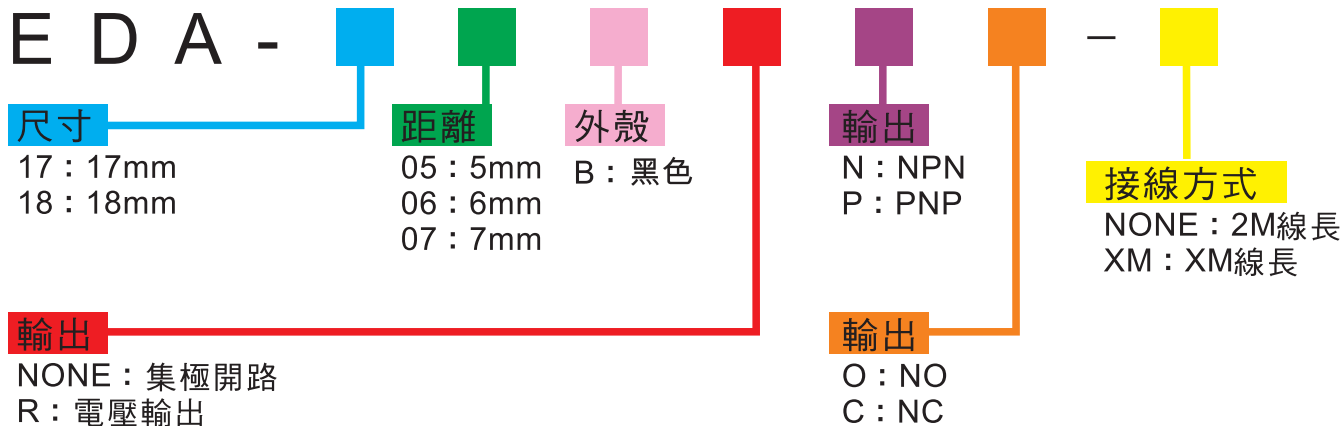 EDA-
–
尺寸
17：17mm
18：18mm
距離
05：5mm
06：6mm
07：7mm
外殼
B：黑色
輸出
N：NPN
P：PNP
接線方式
NONE：2M線長
XM：XM線長
輸出
NONE：集極開路
R：電壓輸出
輸出
O：NO
C：NC